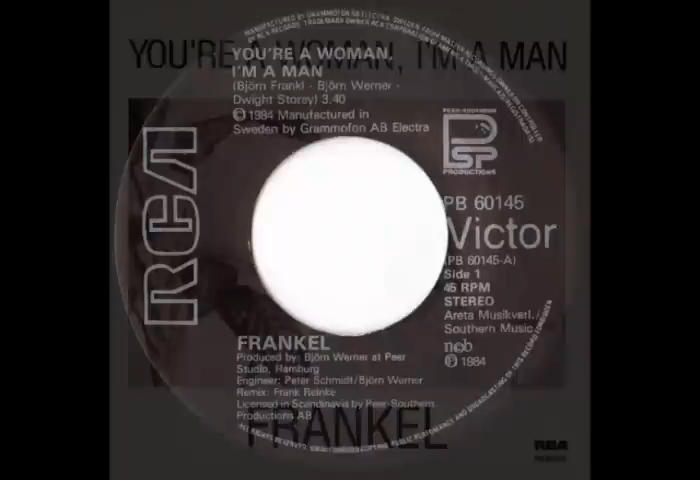 YOU'RE A WOMAN, I'M A MAN
YOU'RE A WOMAN,
I'M A MAN
(Björn Frankl - Björn Werner -
Dwight Storey) 3.40
Ⓟ 1984 Manufactured in
Sweden by Grammofon AB Electra
RCA
PEER-SOUTHERN
PSP
PRODUCTIONS
PB 60145
Victor
(PB 60145-A)
Side 1
45 RPM
STEREO
Areta Musikverl./
Southern Music
ncb
Ⓟ 1984
FRANKEL
Produced by: Björn Werner at Peer
Studio, Hamburg
Engineer: Peter Schmidt/Björn Werner
Remix: Frank Reinke
Licensed in Scandinavia by Peer-Southern
Productions AB
FRANKEL
RCA